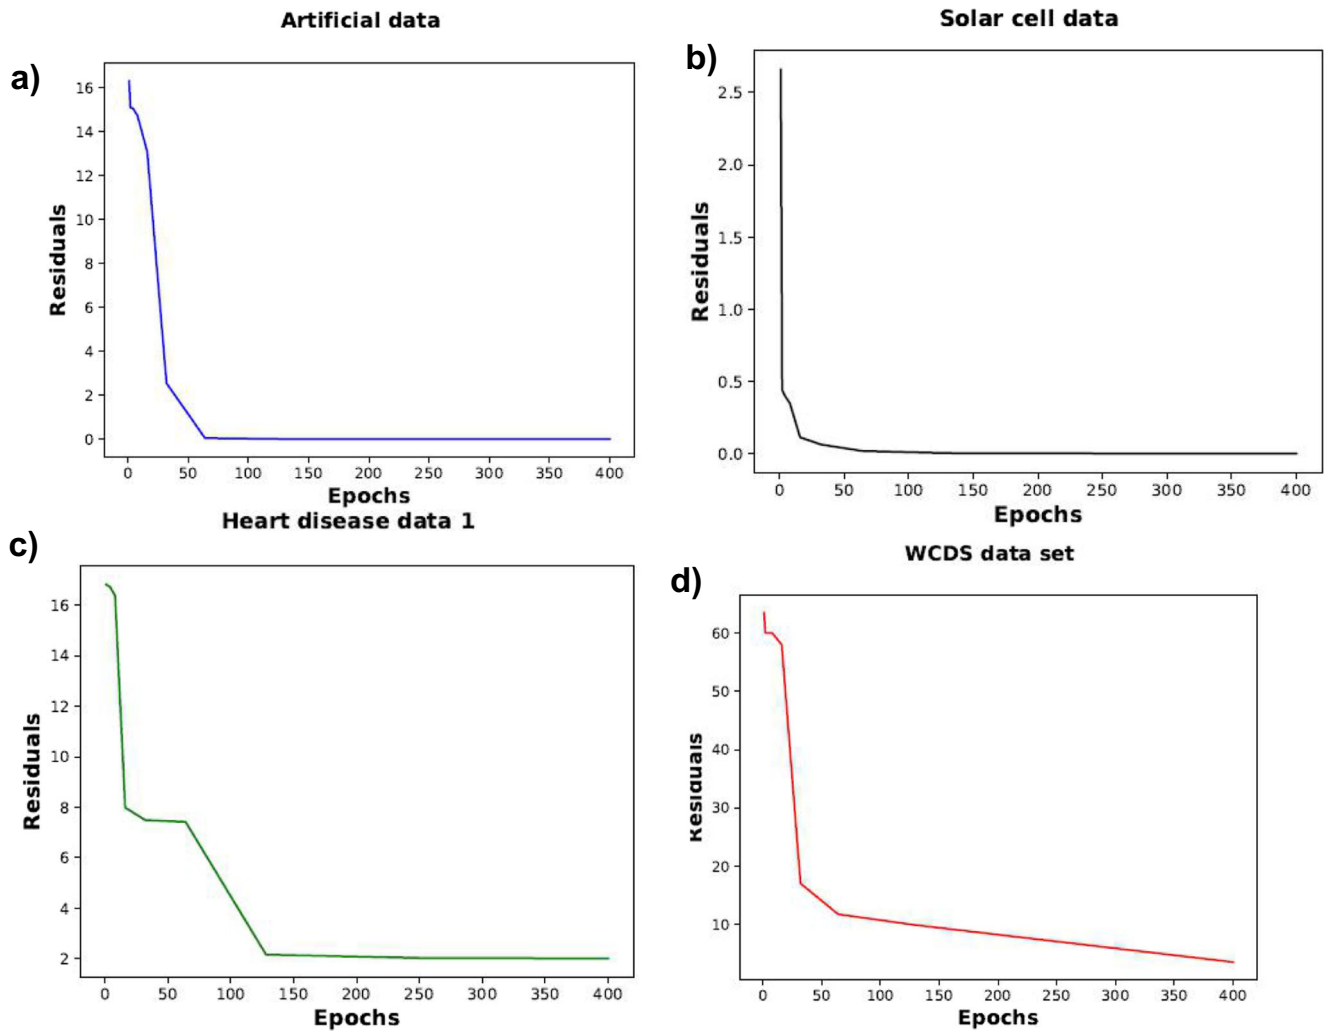 Artificial data
a)
16
14
12
10
8
6
4
2
0
Residuals
0 50 100 150 200 250 300 350 400
Epochs
Solar cell data
b)
2.5
2.0
1.5
1.0
0.5
0.0
Residuals
0 50 100 150 200 250 300 350 400
Epochs
Heart disease data 1
c)
16
14
12
10
8
6
4
2
Residuals
0 50 100 150 200 250 300 350 400
Epochs
WCDS data set
d)
60
50
40
30
20
10
Residuals
0 50 100 150 200 250 300 350 400
Epochs